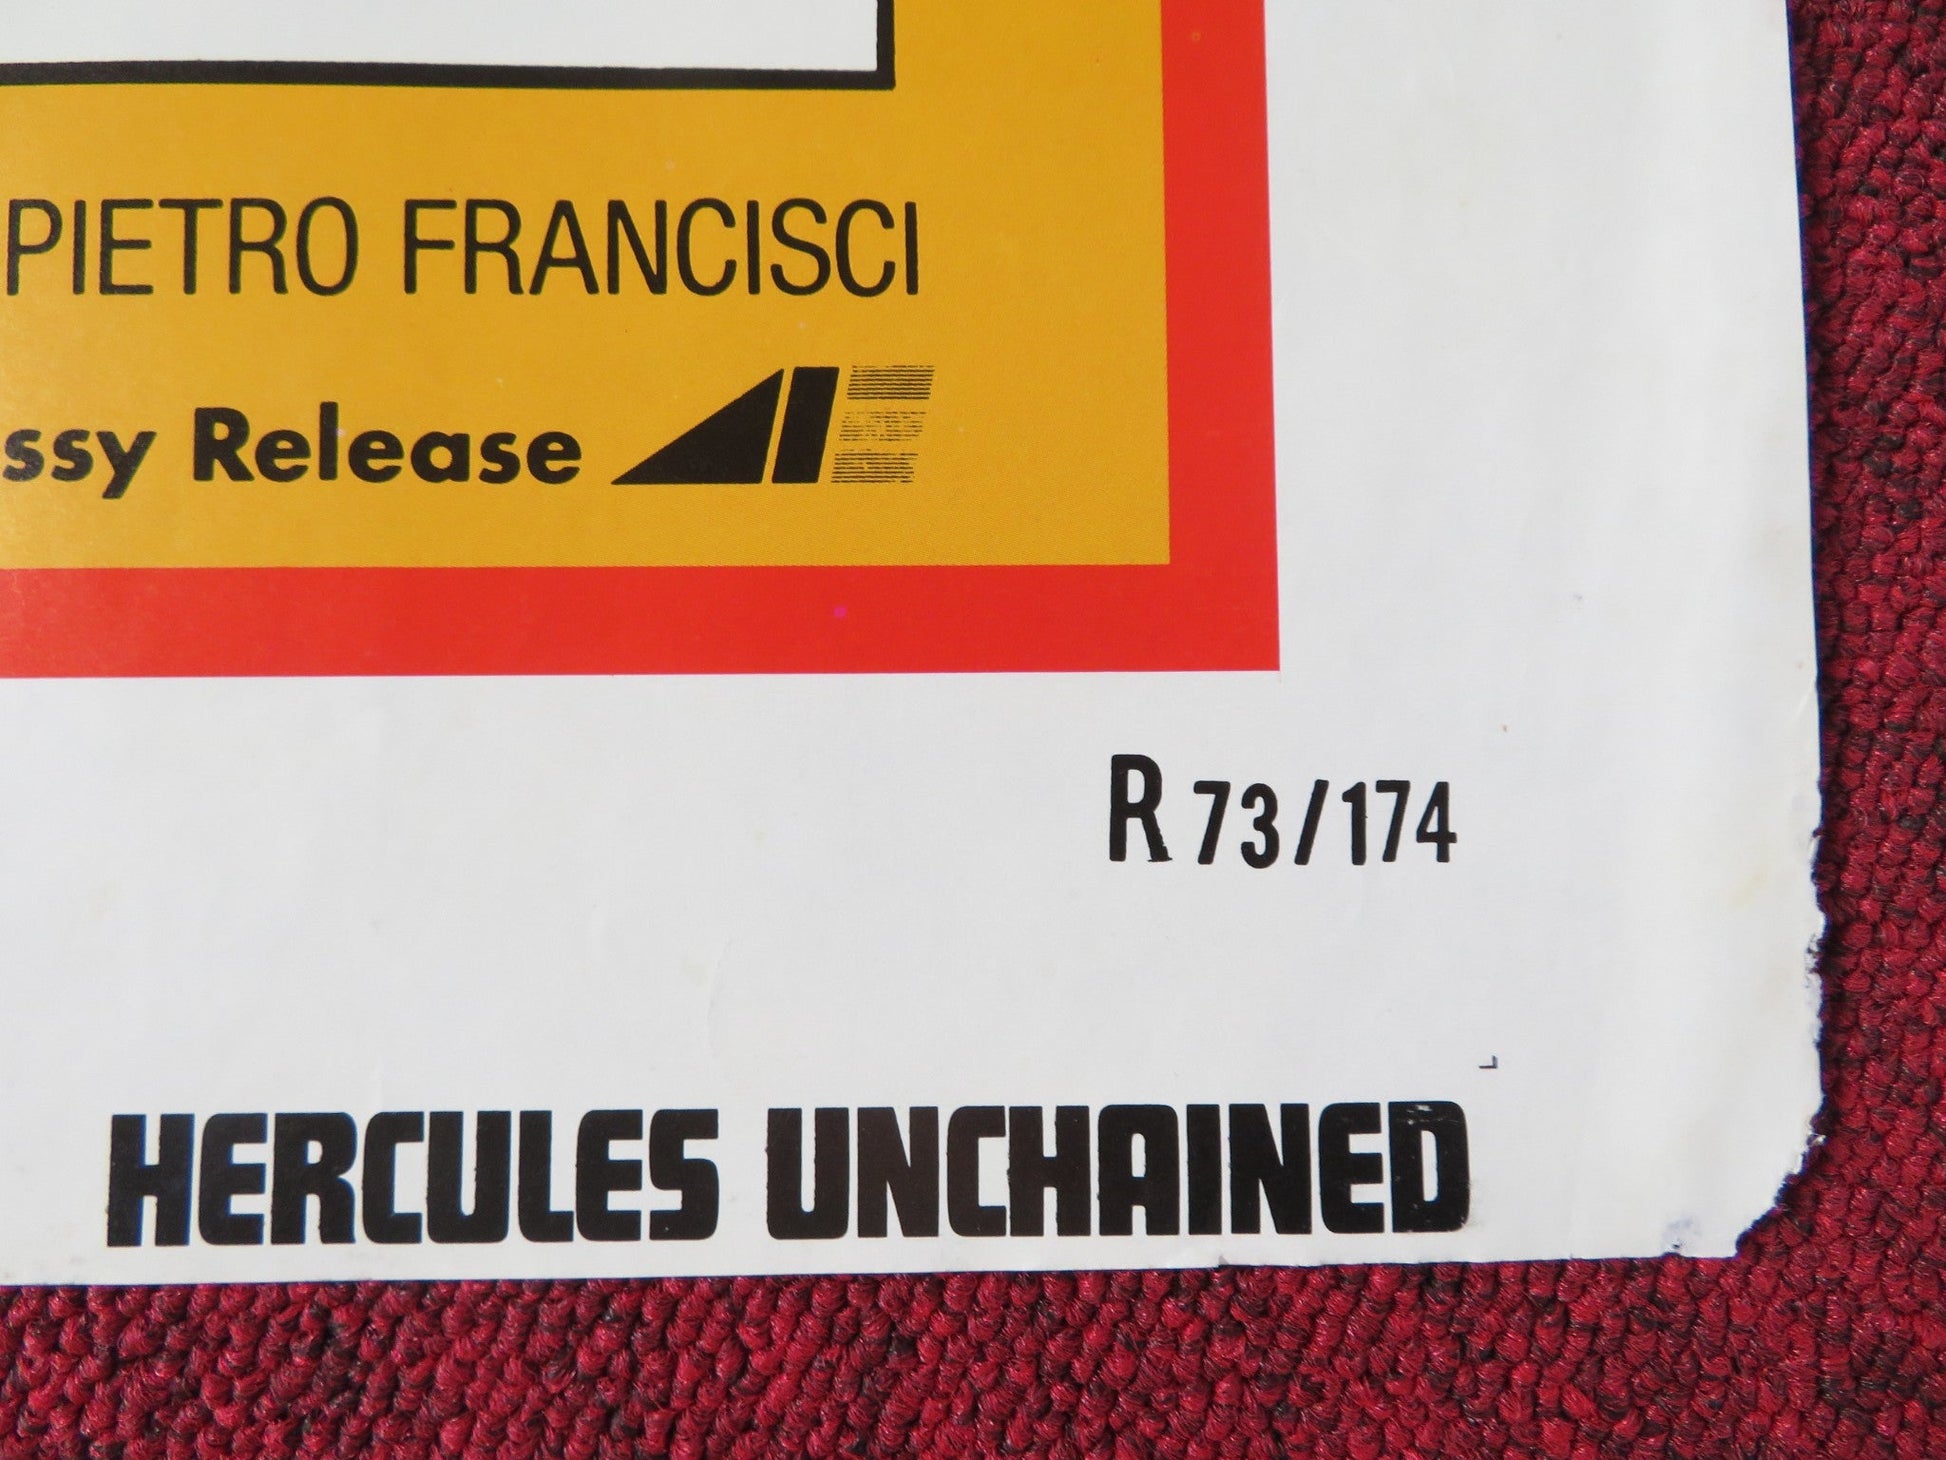 PIETRO FRANCISCI
ssy Release
R 73/174
HERCULES UNCHAINED